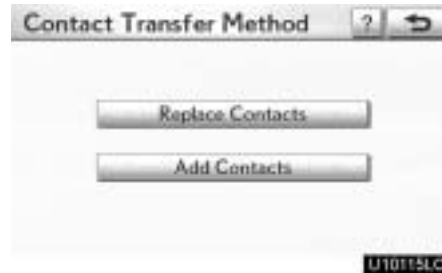 Contact Transfer Method ?
Replace Contacts
Add Contacts
U10115LC